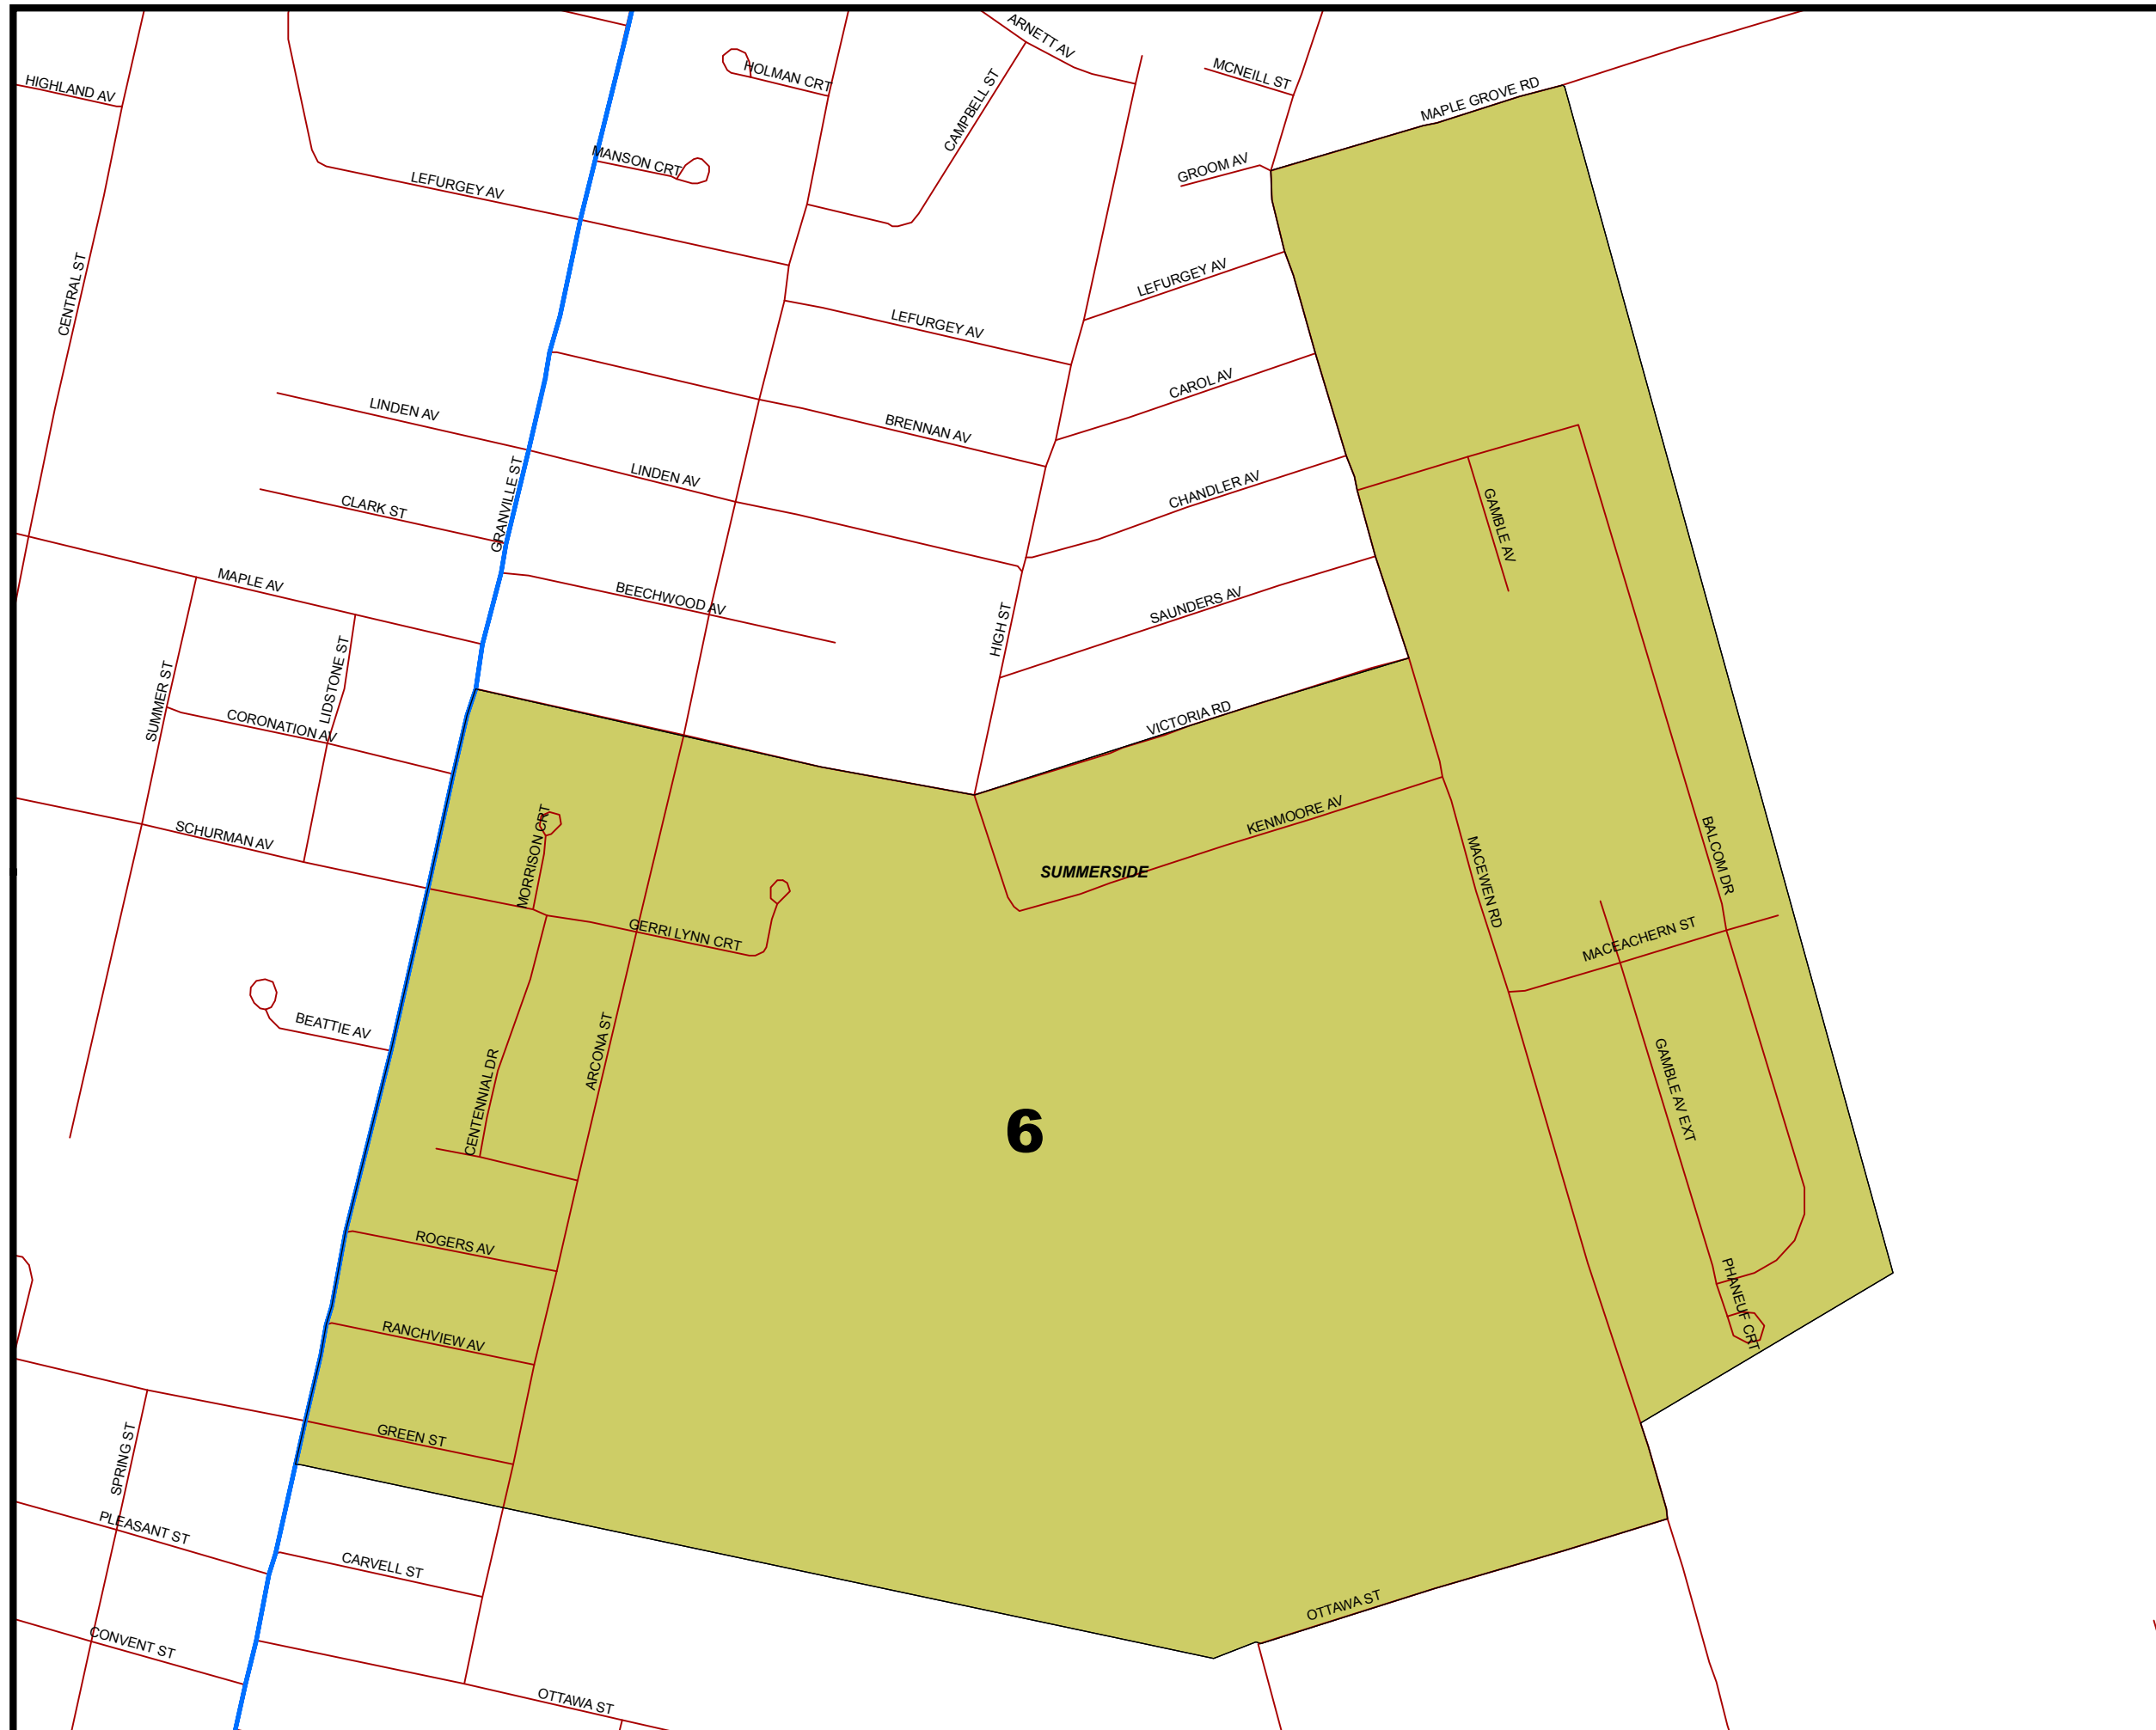 ARNETT AV
HIGHLAND AV
HOLMAN CRT
CAMPBELL ST
MCNEILL ST
MAPLE GROVE RD
MANSON CRT
LEFURGEY AV
GROOM AV
CENTRAL ST
LEFURGEY AV
LEFURGEY AV
CAROL AV
LINDEN AV
BRENNAN AV
LINDEN AV
CHANDLER AV
GRANVILLE ST
CLARK ST
GAMBLE AV
MAPLE AV
BEECHWOOD AV
SAUNDERS AV
HIGH ST
SUMMER ST
LIDSTONE ST
CORONATION AV
VICTORIA RD
SCHURMAN AV
MORRISON CRT
KENMOORE AV
SUMMERSIDE
MACEWEN RD
BALCOM DR
GERRI LYNN CRT
MACEACHERN ST
BEATTIE AV
CENTENNIAL DR
ARCONA ST
6
GAMBLE AV EXT
ROGERS AV
RANCHVIEW AV
PHANEUF CRT
GREEN ST
SPRING ST
PLEASANT ST
CARVELL ST
OTTAWA ST
CONVENT ST
OTTAWA ST